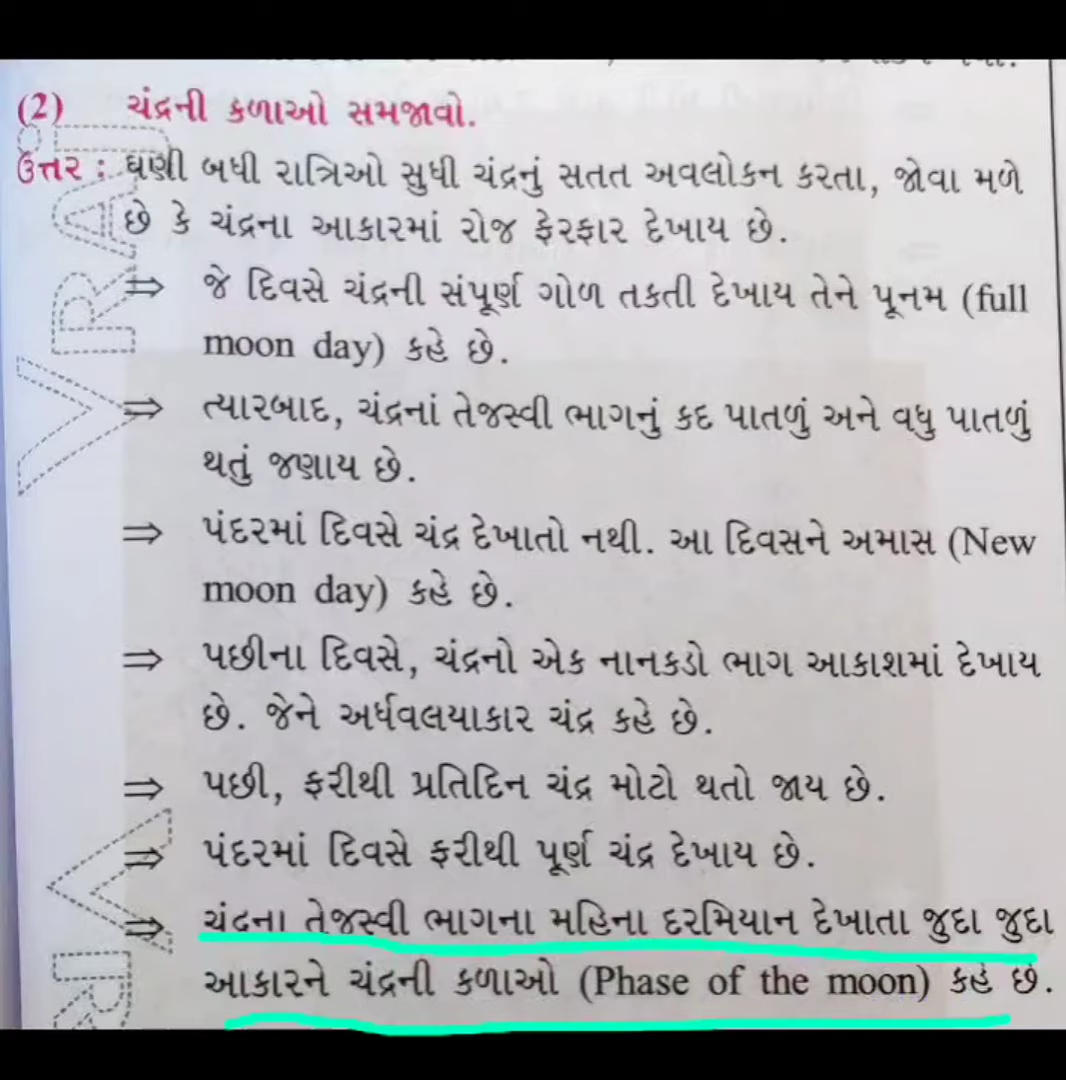 (2) ચંદ્રની કળાઓ સમજાવો.
ઉત્તર : ઘણી બધી રાત્રિઓ સુધી ચંદ્રનું સતત અવલોકન કરતા, જોવા મળે
છે કે ચંદ્રના આકારમાં રોજ ફેરફાર દેખાય છે.
⇒ જે દિવસે ચંદ્રની સંપૂર્ણ ગોળ તકતી દેખાય તેને પૂનમ (full
moon day) કહે છે.
⇒ ત્યારબાદ, ચંદ્રનાં તેજસ્વી ભાગનું કદ પાતળું અને વધુ પાતળું
થતું જણાય છે.
⇒ પંદરમાં દિવસે ચંદ્ર દેખાતો નથી. આ દિવસને અમાસ (New
moon day) કહે છે.
⇒ પછીના દિવસે, ચંદ્રનો એક નાનકડો ભાગ આકાશમાં દેખાય
છે. જેને અર્ધવલયાકાર ચંદ્ર કહે છે.
⇒ પછી, ફરીથી પ્રતિદિન ચંદ્ર મોટો થતો જાય છે.
⇒ પંદરમાં દિવસે ફરીથી પૂર્ણ ચંદ્ર દેખાય છે.
⇒ ચંદ્રના તેજસ્વી ભાગના મહિના દરમિયાન દેખાતા જુદા જુદા
આકારને ચંદ્રની કળાઓ (Phase of the moon) કહે છે.